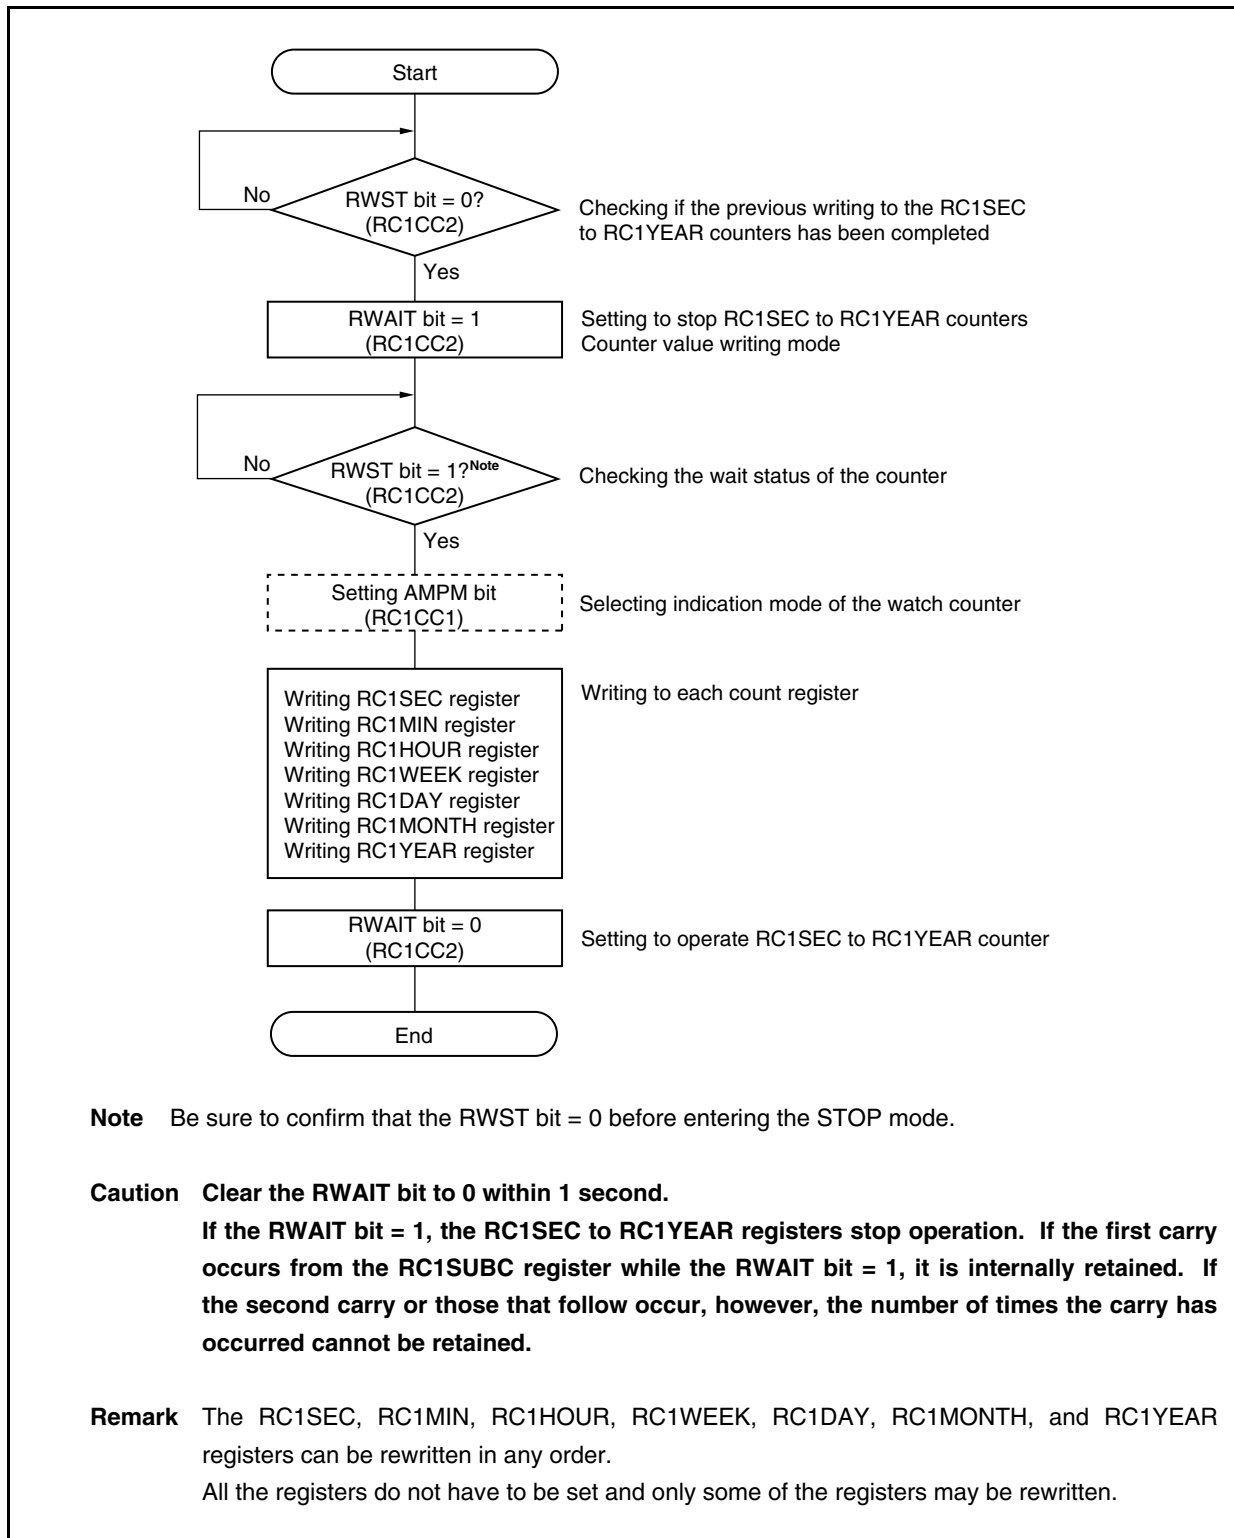 Start
No
RWST bit = 0?
(RC1CC2)
Checking if the previous writing to the RC1SEC
to RC1YEAR counters has been completed
Yes
RWAIT bit = 1
(RC1CC2)
Setting to stop RC1SEC to RC1YEAR counters
Counter value writing mode
No
RWST bit = 1?Note
(RC1CC2)
Checking the wait status of the counter
Yes
Setting AMPM bit
(RC1CC1)
Selecting indication mode of the watch counter
Writing RC1SEC register
Writing RC1MIN register
Writing RC1HOUR register
Writing RC1WEEK register
Writing RC1DAY register
Writing RC1MONTH register
Writing RC1YEAR register
Writing to each count register
RWAIT bit = 0
(RC1CC2)
Setting to operate RC1SEC to RC1YEAR counter
End
Note Be sure to confirm that the RWST bit = 0 before entering the STOP mode.
Caution Clear the RWAIT bit to 0 within 1 second.
If the RWAIT bit = 1, the RC1SEC to RC1YEAR registers stop operation. If the first carry
occurs from the RC1SUBC register while the RWAIT bit = 1, it is internally retained. If
the second carry or those that follow occur, however, the number of times the carry has
occurred cannot be retained.
Remark The RC1SEC, RC1MIN, RC1HOUR, RC1WEEK, RC1DAY, RC1MONTH, and RC1YEAR
registers can be rewritten in any order.
All the registers do not have to be set and only some of the registers may be rewritten.